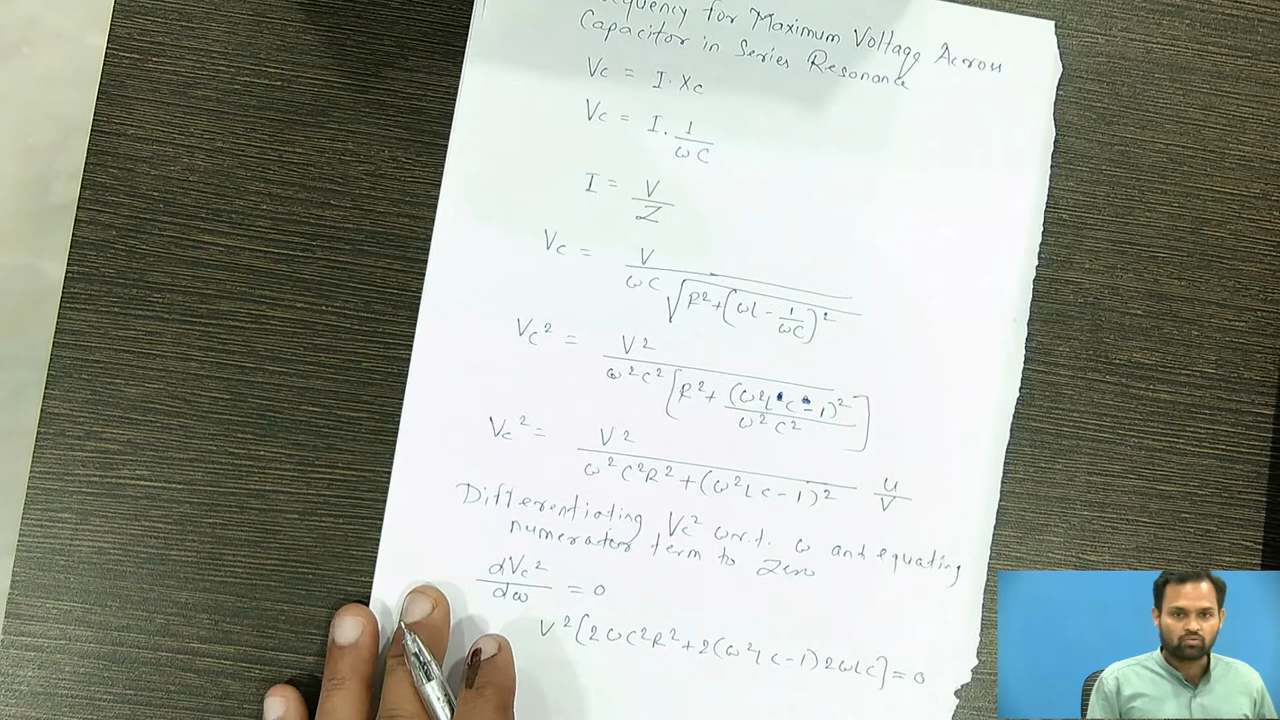 for Maximum Voltage Across
Capacitor in Series Resonance
Vc = I. Xc
Vc = I. 1/ωC
I = V/Z
Vc = V/(ωC √(R² + (ωL - 1/ωC)²))
Vc² = V²/(ω²C² [R² + (ω²LC - 1)²/(ω²C²)])
Vc² = V²/(ω²C²R² + (ω²LC - 1)²) u/v
Differentiating Vc² w.r.t. ω and equating
numerator term to Zero
dVc²/dω = 0
V² [2ωC²R² + 2(ω²LC - 1) 2ωLC] = 0